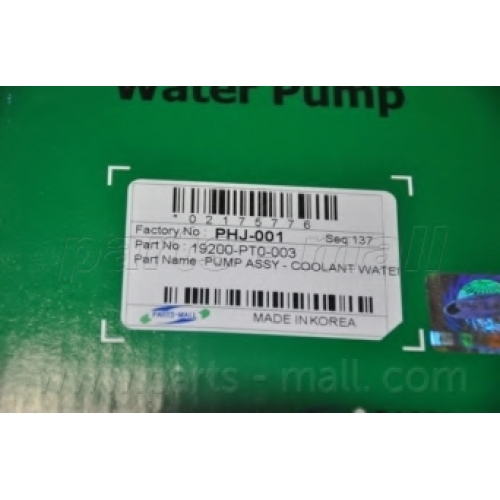 Water Pump
*02175776
Factory No : PHJ-001 Seq:137
Part No : 19200-PT0-003
Part Name :PUMP ASSY - COOLANT WATER
PARTS-MALL
MADE IN KOREA
www.parts - mall.com